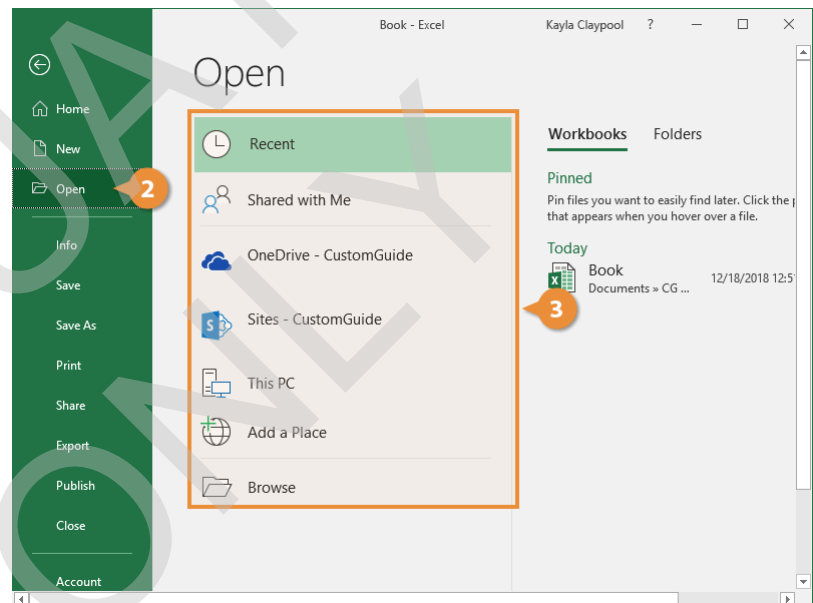 Book - Excel
Kayla Claypool
?
Open
Home
New
Open
2
Info
Save
Save As
Print
Share
Export
Publish
Close
Account
Recent
Shared with Me
OneDrive - CustomGuide
S
Sites - CustomGuide
This PC
Add a Place
Browse
3
Workbooks Folders
Pinned
Pin files you want to easily find later. Click the
that appears when you hover over a file.
Today
Book
12/18/2018 12:5
Documents » CG ...
ONLY